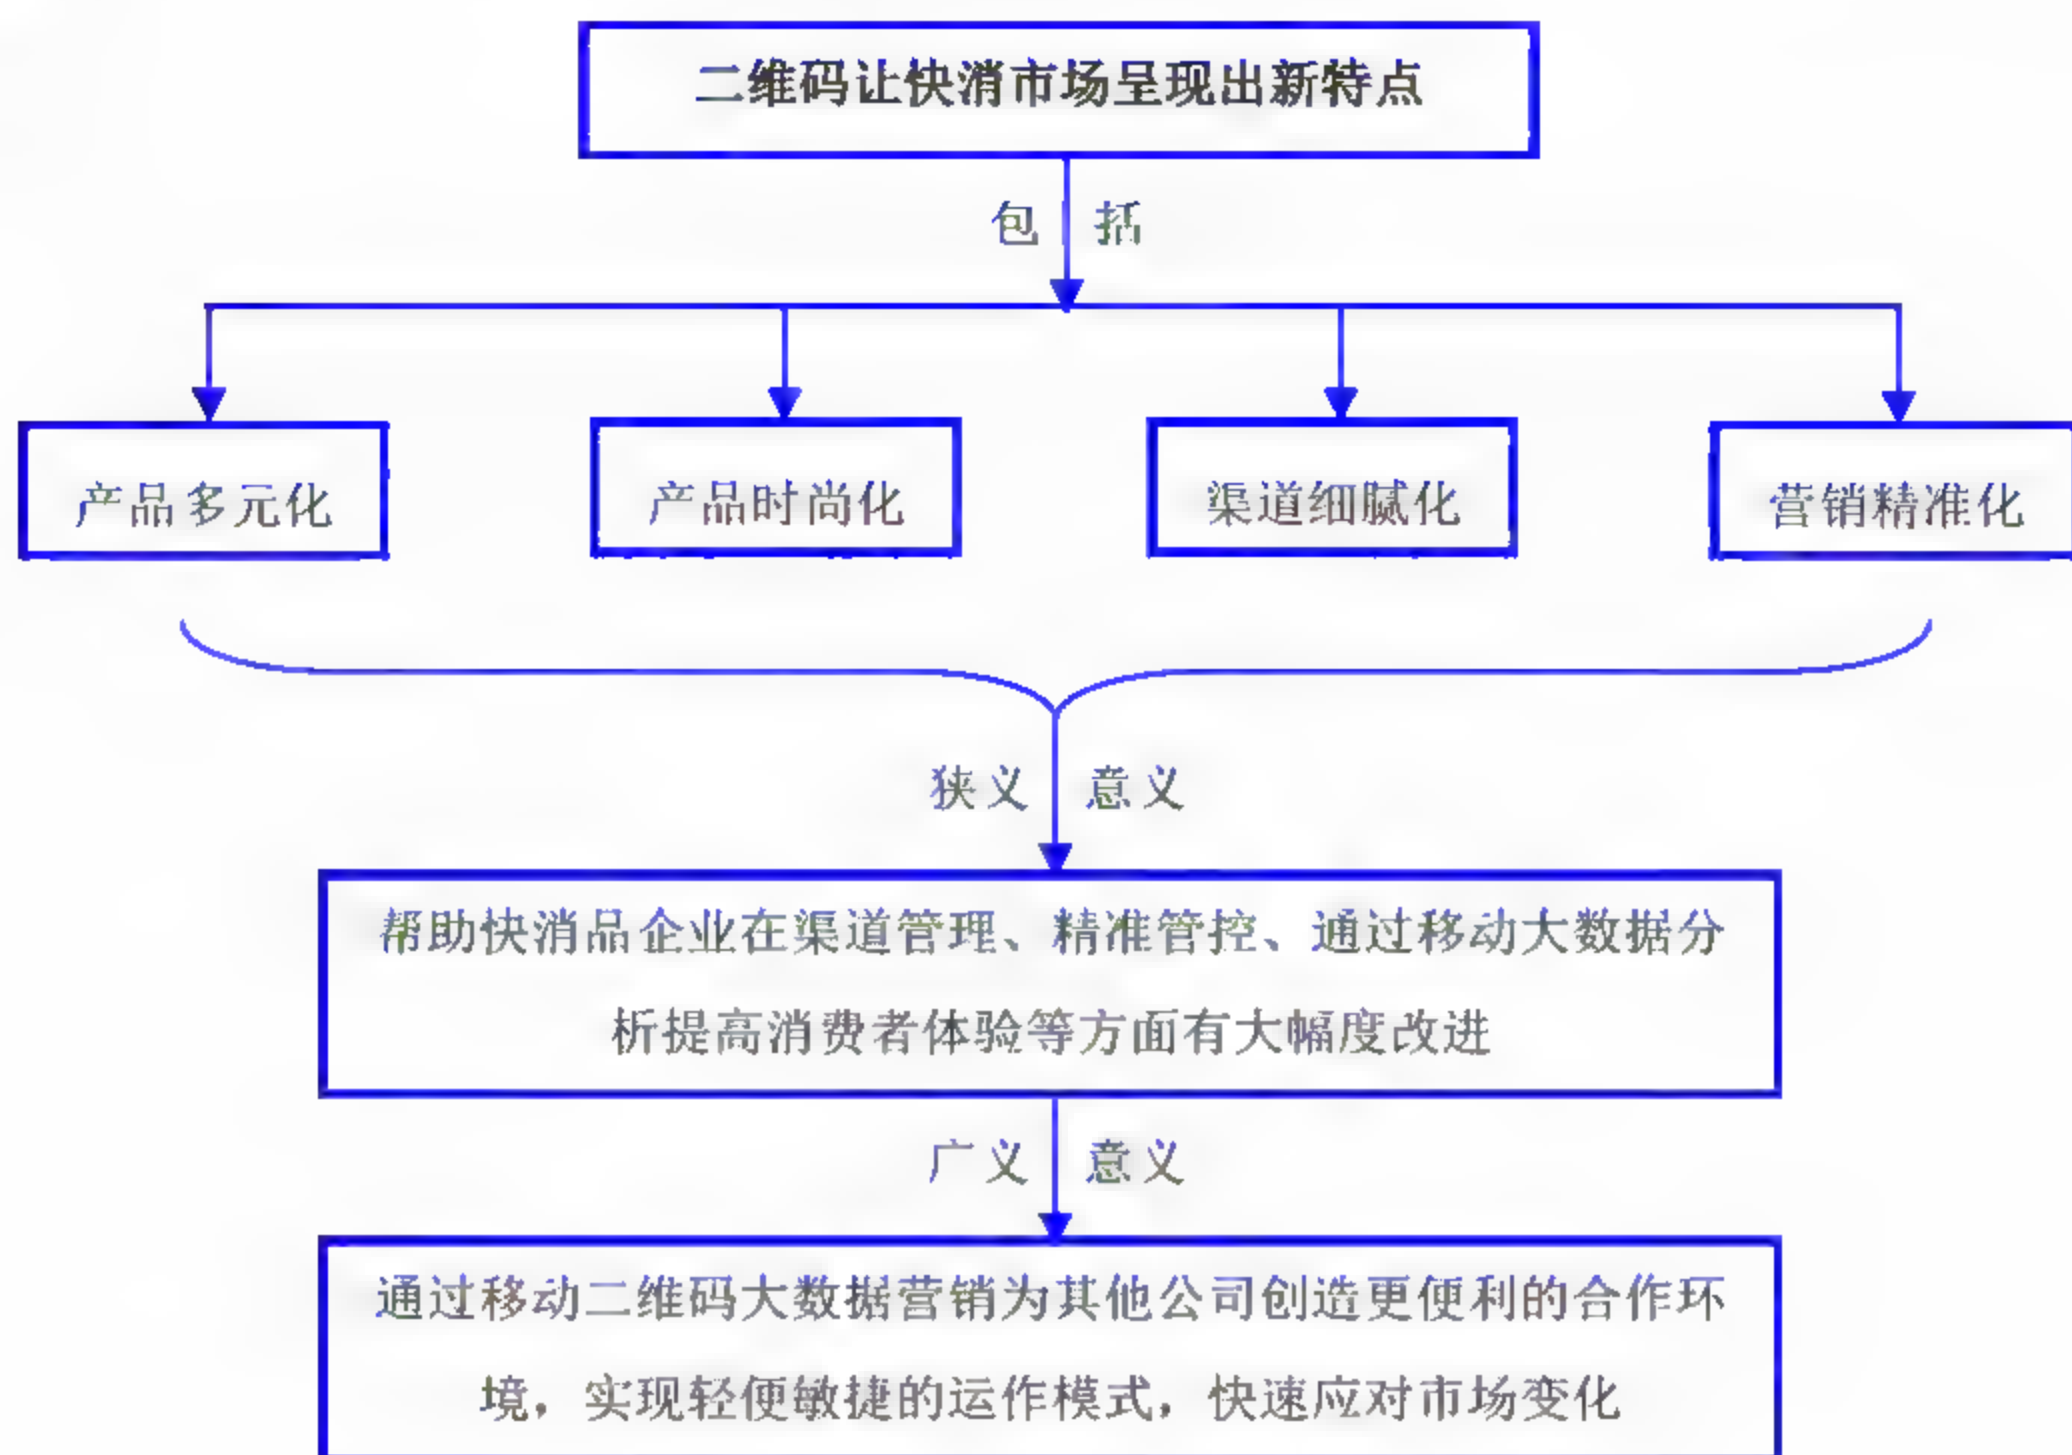 二维码让快消市场呈现出新特点
包 括
产品多元化
产品时尚化
渠道细腻化
营销精准化
狭义 意义
帮助快消品企业在渠道管理、精准管控、通过移动大数据分
析提高消费者体验等方面有大幅度改进
广义 意义
通过移动二维码大数据营销为其他公司创造更便利的合作环
境，实现轻便敏捷的运作模式，快速应对市场变化